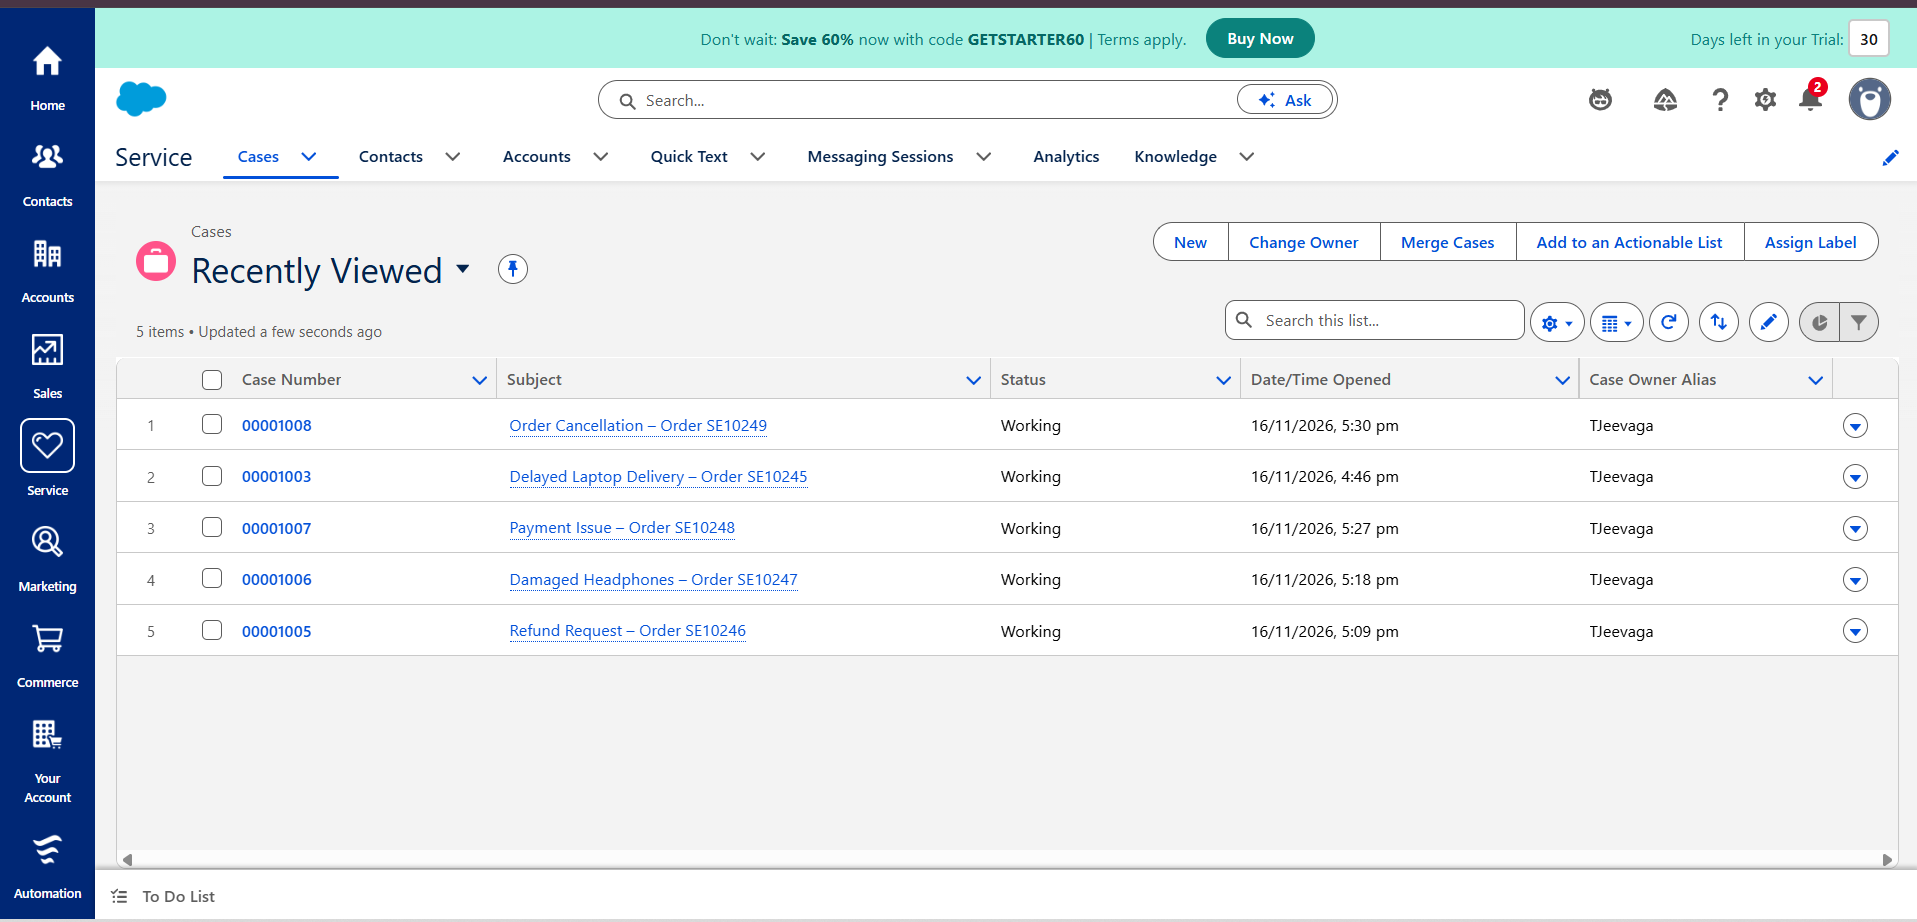 Don't wait: Save 60% now with code GETSTARTER60 | Terms apply. Buy Now Days left in your Trial: 30
Home
Contacts
Accounts
Sales
Service
Marketing
Commerce
Your
Account
Automation
Search... Ask 2
Service Cases Contacts Accounts Quick Text Messaging Sessions Analytics Knowledge
Cases
Recently Viewed
New Change Owner Merge Cases Add to an Actionable List Assign Label
5 items • Updated a few seconds ago
Search this list...
Case Number Subject Status Date/Time Opened Case Owner Alias
1 00001008 Order Cancellation – Order SE10249 Working 16/11/2026, 5:30 pm TJeevaga
2 00001003 Delayed Laptop Delivery – Order SE10245 Working 16/11/2026, 4:46 pm TJeevaga
3 00001007 Payment Issue – Order SE10248 Working 16/11/2026, 5:27 pm TJeevaga
4 00001006 Damaged Headphones – Order SE10247 Working 16/11/2026, 5:18 pm TJeevaga
5 00001005 Refund Request – Order SE10246 Working 16/11/2026, 5:09 pm TJeevaga
To Do List